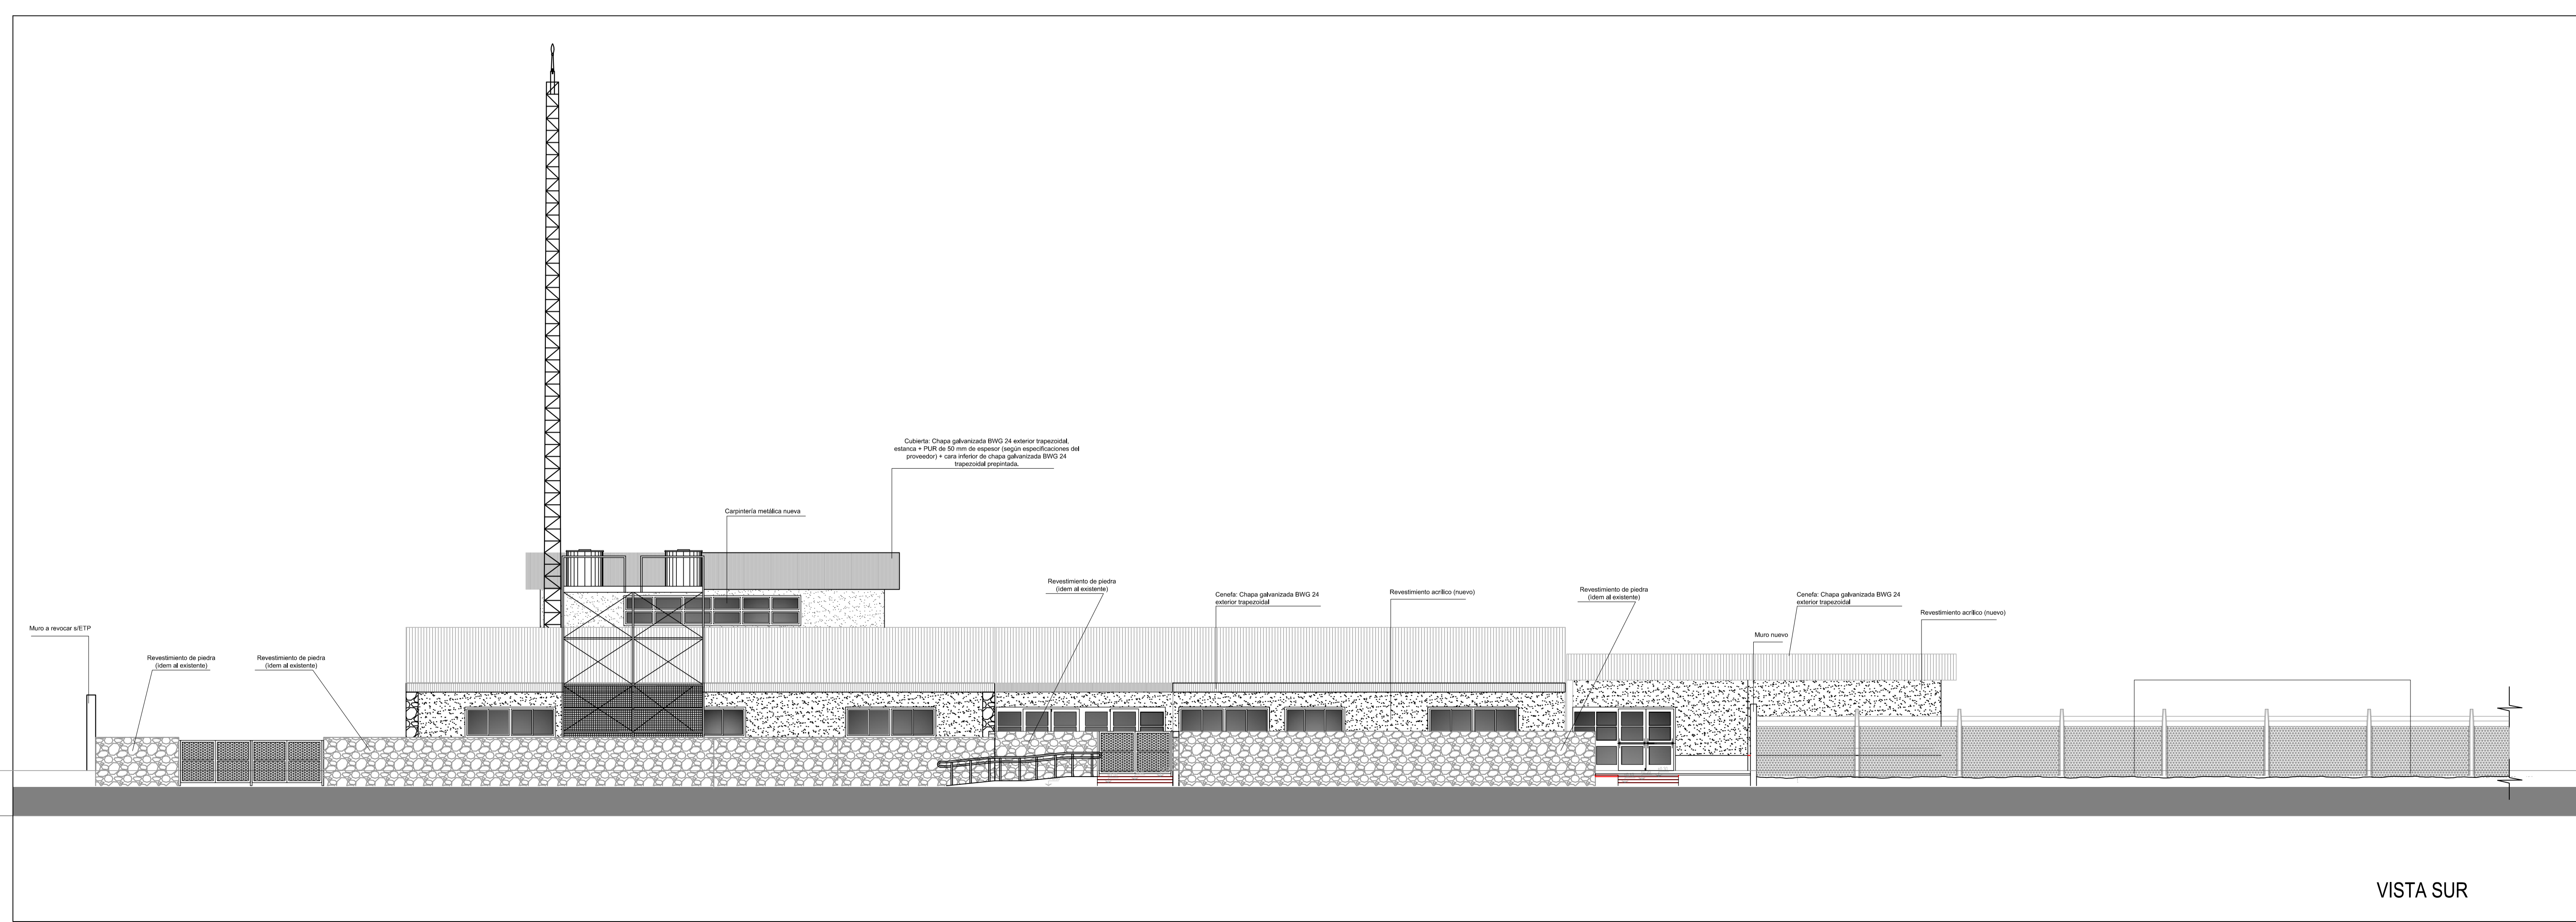 Cubierta: Chapa galvanizada BWG 24 exterior trapezoidal,
estanca + PUR de 50 mm de espesor (según especificaciones del
proveedor) + cara inferior de chapa galvanizada BWG 24
trapezoidal prepintada.
Carpintería metálica nueva
Revestimiento de piedra
(ídem al existente)
Cenefa: Chapa galvanizada BWG 24
exterior trapezoidal
Revestimiento acrílico (nuevo)
Revestimiento de piedra
(ídem al existente)
Cenefa: Chapa galvanizada BWG 24
exterior trapezoidal
Revestimiento acrílico (nuevo)
Muro a revocar s/ETP
Muro nuevo
Revestimiento de piedra
(ídem al existente)
Revestimiento de piedra
(ídem al existente)
VISTA SUR